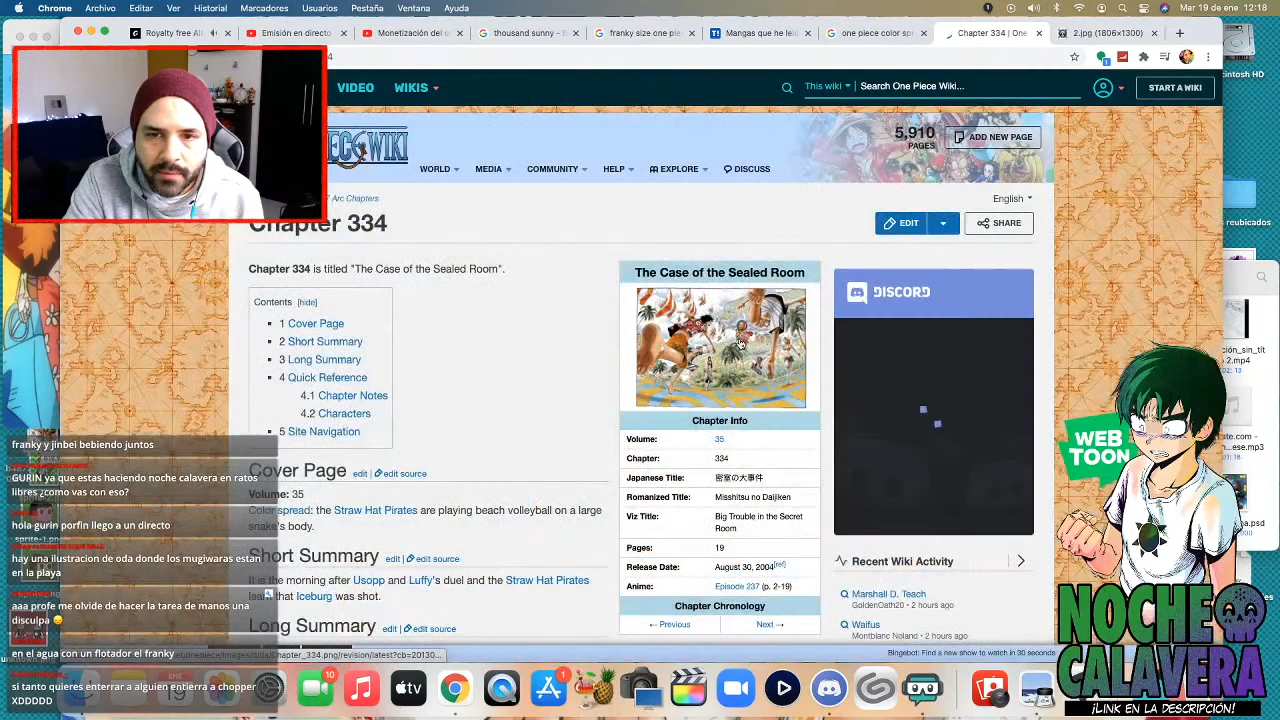 Chrome Archivo Editar Ver Historial Marcadores Usuarios Pestaña Ventana Ayuda
Mar 19 de ene 12:18
Royalty free Al
Emisión en directo
Monetización del c
thousand sunny - B
franky size one pie
Mangas que he leíd
one piece color spr
Chapter 334 | One
2.jpg (1806×1300)
VIDEO WIKIS
This wiki Search One Piece Wiki...
START A WIKI
5,910
PAGES
ADD NEW PAGE
WORLD MEDIA COMMUNITY HELP EXPLORE DISCUSS
Arc Chapters
English
Chapter 334
EDIT
SHARE
Chapter 334 is titled "The Case of the Sealed Room".
Contents [hide]
1 Cover Page
2 Short Summary
3 Long Summary
4 Quick Reference
4.1 Chapter Notes
4.2 Characters
5 Site Navigation
Cover Page edit | edit source
Volume: 35
Color spread: the Straw Hat Pirates are playing beach volleyball on a large
snake's body.
Short Summary edit | edit source
It is the morning after Usopp and Luffy's duel and the Straw Hat Pirates
learn that Iceburg was shot.
Long Summary edit | edit source
The Case of the Sealed Room
Chapter Info
Volume: 35
Chapter: 334
Japanese Title: 密室の大事件
Romanized Title: Misshitsu no Daijiken
Viz Title: Big Trouble in the Secret
Room
Pages: 19
Release Date: August 30, 2004[ref]
Anime: Episode 237 (p. 2-19)
Chapter Chronology
← Previous Next →
DISCORD
Recent Wiki Activity
Marshall D. Teach
GoldenOath20 • 2 hours ago
Waifus
Montblanc Noland • 2 hours ago
Bingebot: Find a new show to watch in 30 seconds
franky y jinbei bebiendo juntos
GURIN ya que estas haciendo noche calavera en ratos
libres ¿como vas con eso?
hola gurin porfin llego a un directo
hay una ilustracion de oda donde los mugiwaras estan
en la playa
aaa profe me olvide de hacer la tarea de manos una
disculpa
en el agua con un flotador el franky
si tanto quieres enterrar a alguien entierra a chopper
XDDDDD
WEB
TOON
NOCHE
CALAVERA
¡LINK EN LA DESCRIPCIÓN!